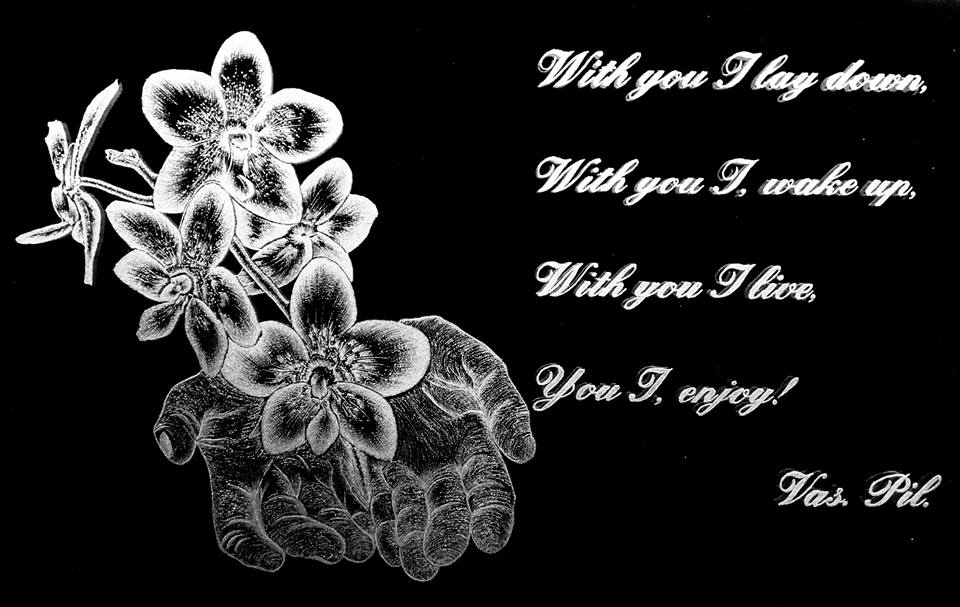 With you I lay down,
With you I, wake up,
With you I live,
You I, enjoy!
Vas. Pil.